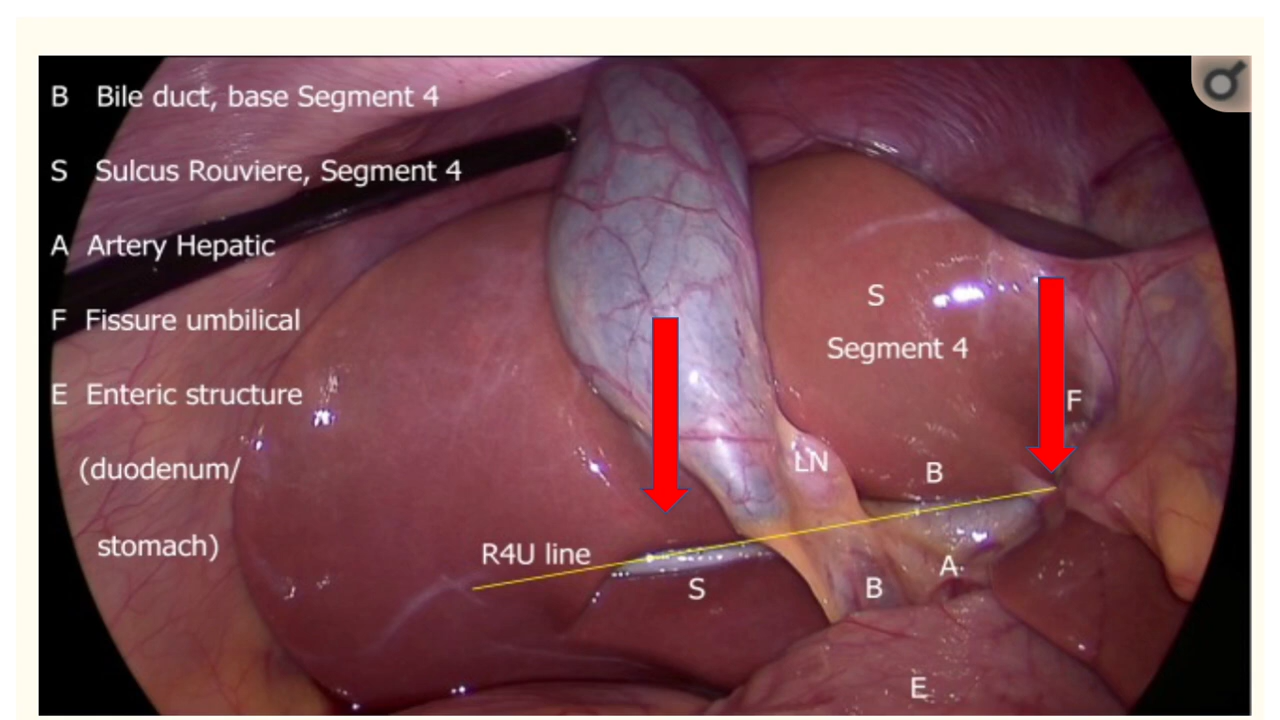 B Bile duct, base Segment 4
S Sulcus Rouviere, Segment 4
A Artery Hepatic
F Fissure umbilical
E Enteric structure
(duodenum/
stomach)
S
Segment 4
F
LN
B
R4U line
S
B
A
E